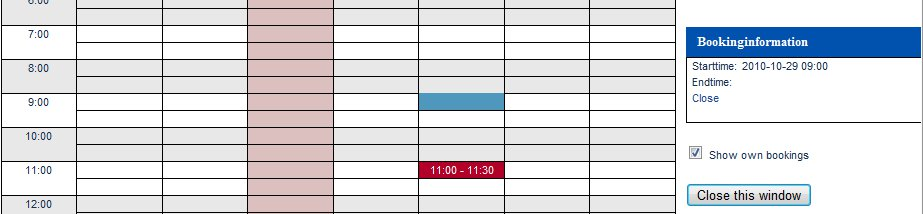 6:00
7:00
8:00
9:00
10:00
11:00
11:00 - 11:30
12:00
Bookinginformation
Starttime: 2010-10-29 09:00
Endtime:
Close
Show own bookings
Close this window